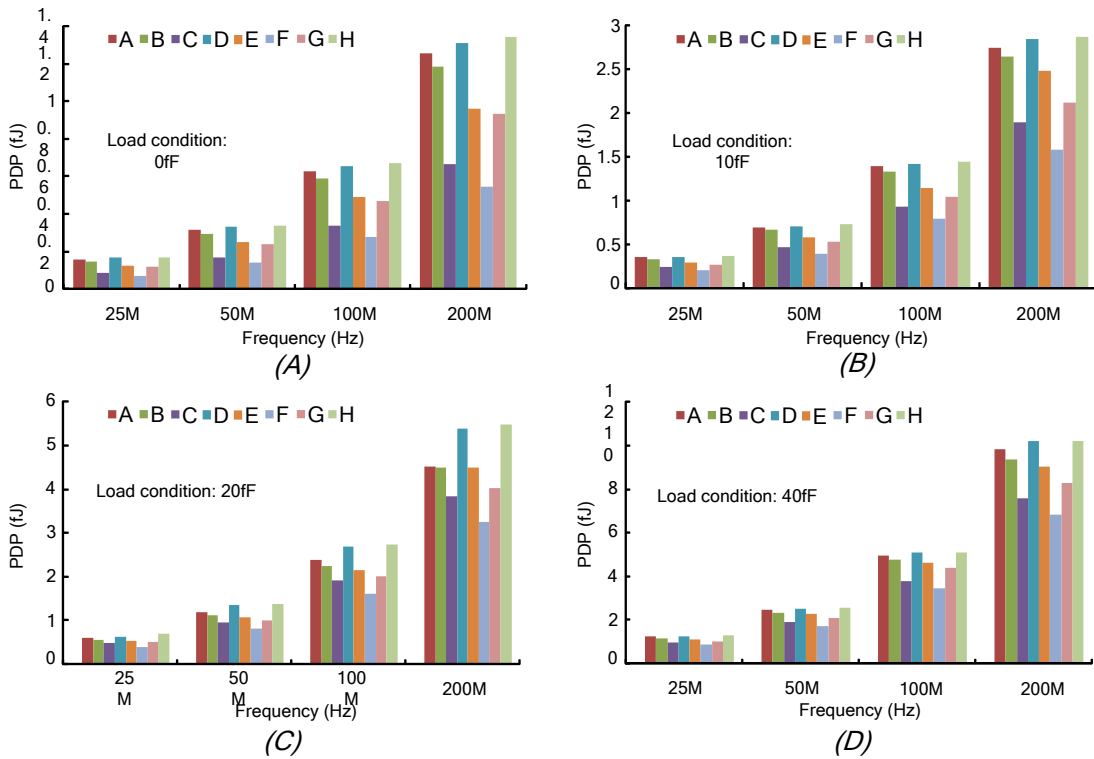 1.
4
1.
2
1
0.
8
0.
6
0.
4
0.
2
0
PDP (fJ)
A B C D E F G H
Load condition:
0fF
25M 50M 100M 200M
Frequency (Hz)
(A)
3
2.5
2
1.5
1
0.5
0
PDP (fJ)
A B C D E F G H
Load condition:
10fF
25M 50M 100M 200M
Frequency (Hz)
(B)
6
5
4
3
2
1
0
PDP (fJ)
A B C D E F G H
Load condition: 20fF
25 50 100 200M
M M M
Frequency (Hz)
(C)
1
2
1
0
8
6
4
2
0
PDP (fJ)
A B C D E F G H
Load condition: 40fF
25M 50M 100M 200M
Frequency (Hz)
(D)